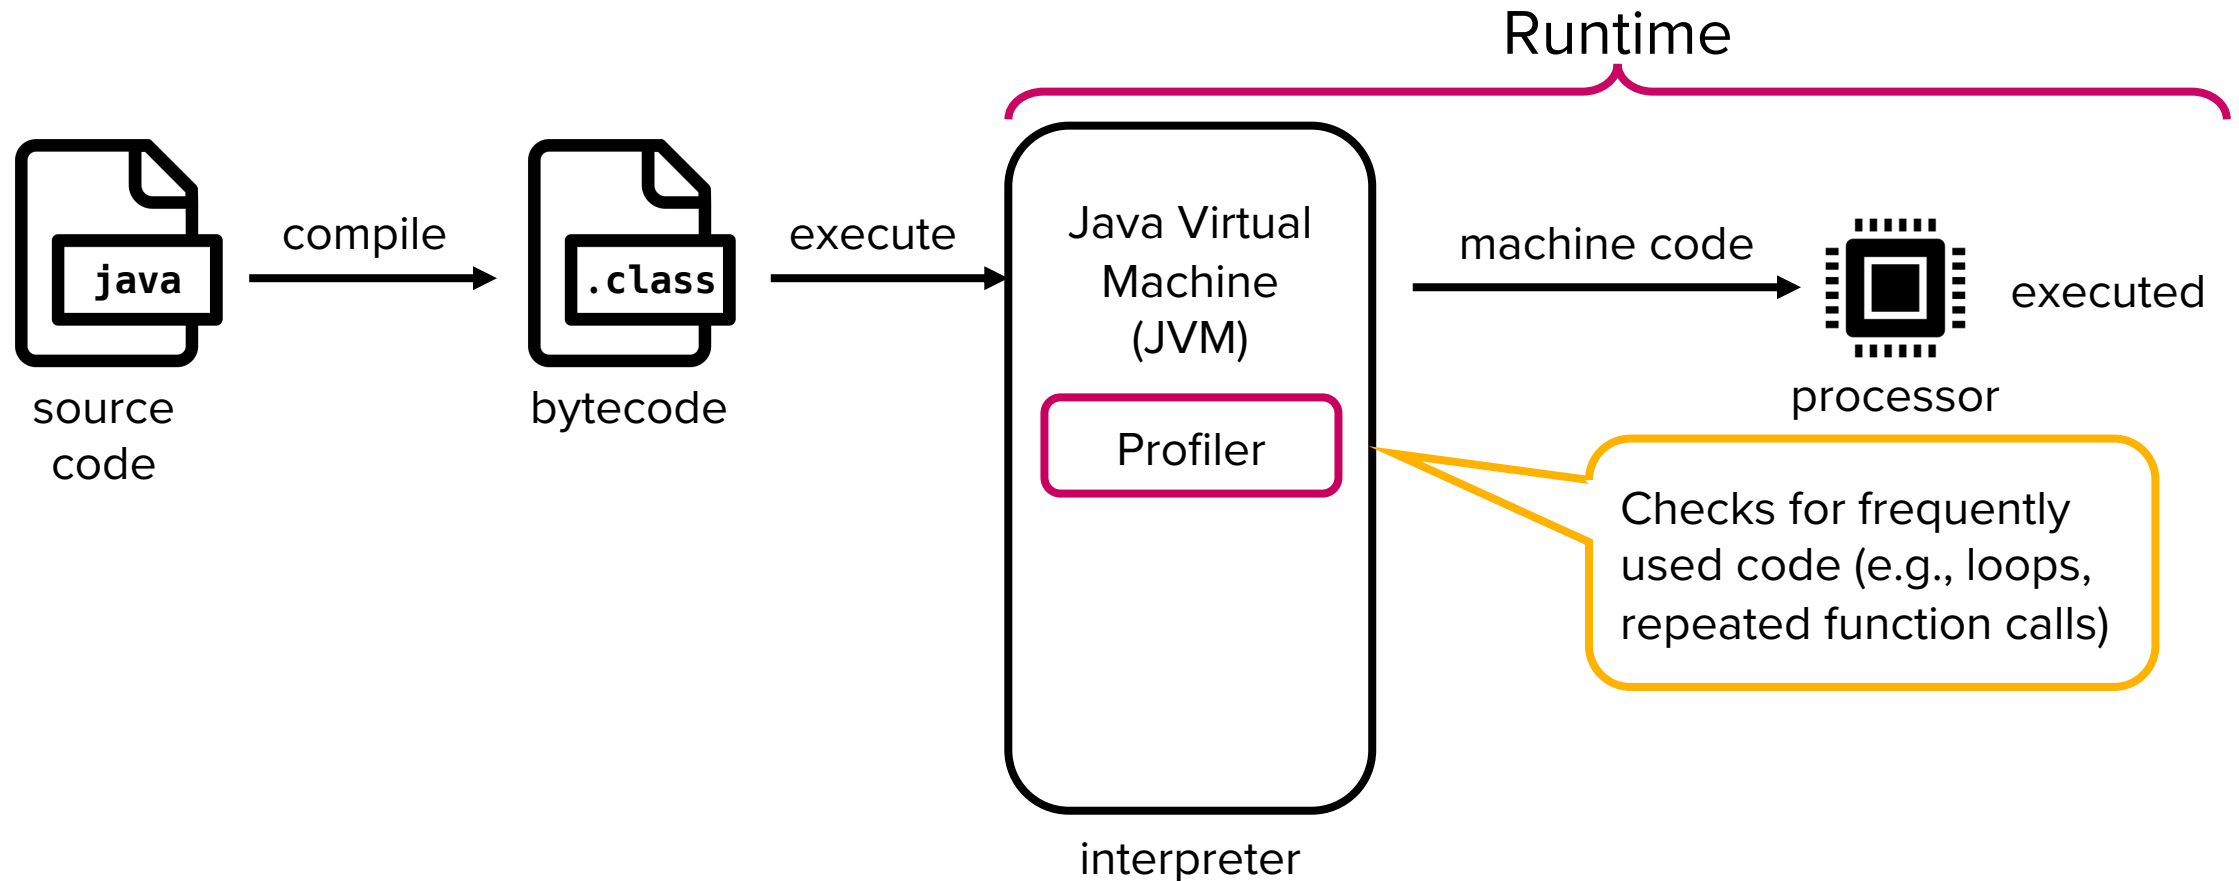 Runtime
java
source
code
compile
.class
bytecode
execute
Java Virtual
Machine
(JVM)
Profiler
interpreter
machine code
processor
executed
Checks for frequently
used code (e.g., loops,
repeated function calls)